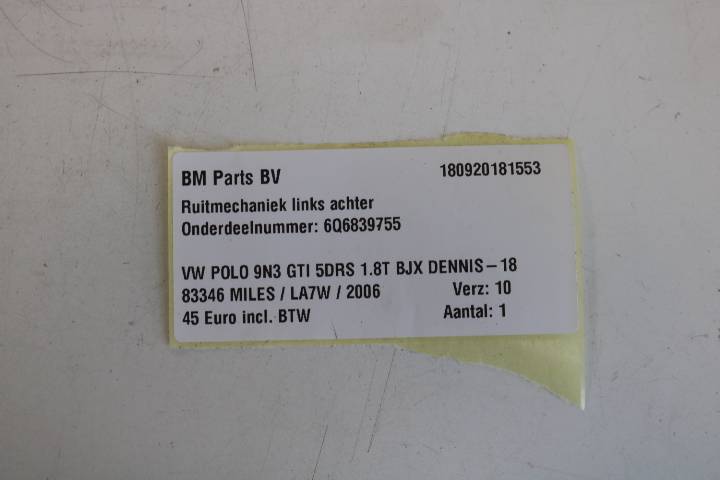 BM Parts BV 180920181553
Ruitmechaniek links achter
Onderdeelnummer: 6Q6839755
VW POLO 9N3 GTI 5DRS 1.8T BJX DENNIS-18
83346 MILES / LA7W / 2006 Verz: 10
45 Euro incl. BTW Aantal: 1